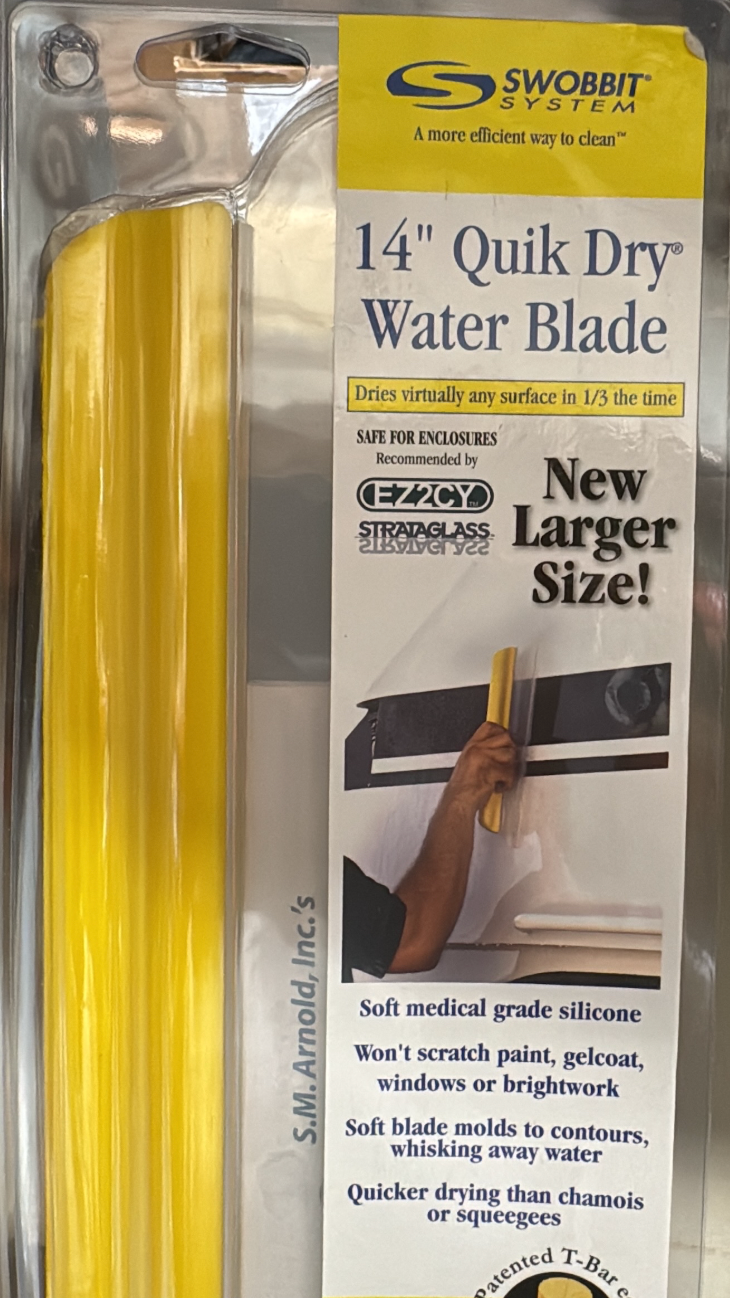 SWOBBIT®
SYSTEM
A more efficient way to clean™
14" Quik Dry®
Water Blade
Dries virtually any surface in 1/3 the time
SAFE FOR ENCLOSURES
Recommended by
EZ2CY™
STRATAGLASS
New
Larger
Size!
S.M. Arnold, Inc.'s
Soft medical grade silicone
Won't scratch paint, gelcoat,
windows or brightwork
Soft blade molds to contours,
whisking away water
Quicker drying than chamois
or squeegees
Patented T-Bar e